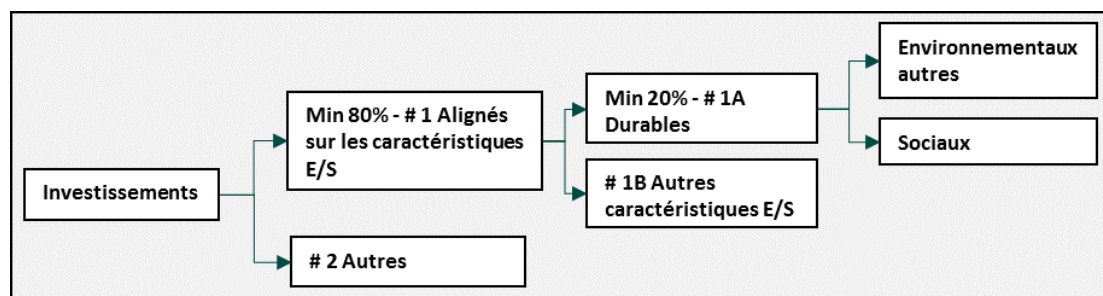 Investissements
Min 80% - # 1 Alignés
sur les caractéristiques
E/S
# 2 Autres
Min 20% - # 1A
Durables
# 1B Autres
caractéristiques E/S
Environnementaux
autres
Sociaux